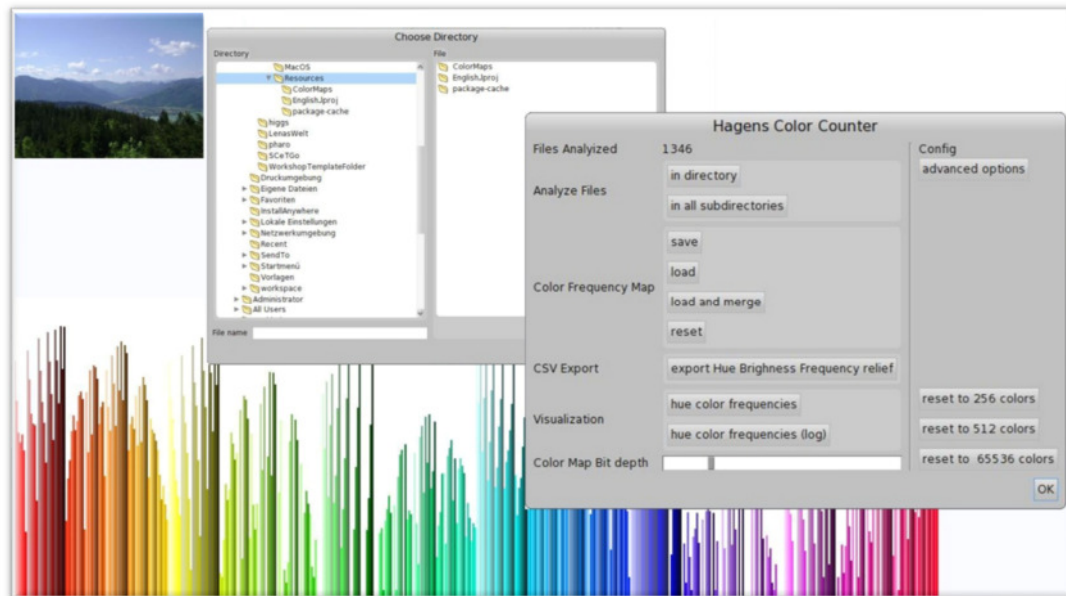 Choose Directory
Directory
File
MacOS
Resources
ColorMaps
EnglishJproj
package-cache
higgs
LenasWelt
pharo
SCeTGo
WorkshopTemplateFolder
Druckumgebung
Eigene Dateien
Favoriten
InstallAnywhere
Lokale Einstellungen
Netzwerkumgebung
Recent
SendTo
Startmenü
Vorlagen
workspace
Administrator
All Users
ColorMaps
EnglishJproj
package-cache
File name
Hagens Color Counter
Files Analyized 1346
Analyze Files
in directory
in all subdirectories
Color Frequency Map
save
load
load and merge
reset
CSV Export
export Hue Brighness Frequency relief
Visualization
hue color frequencies
hue color frequencies (log)
Color Map Bit depth
Config
advanced options
reset to 256 colors
reset to 512 colors
reset to 65536 colors
OK